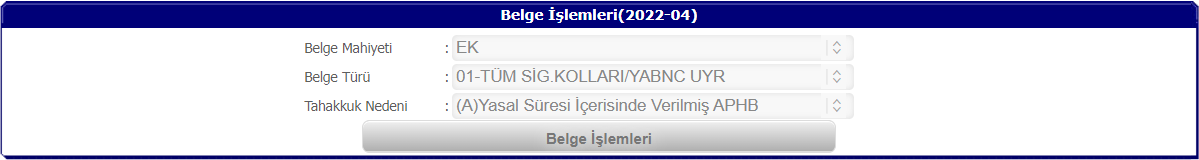 Belge İşlemleri(2022-04)
Belge Mahiyeti : EK
Belge Türü : 01-TÜM SİG.KOLLARI/YABNC UYR
Tahakkuk Nedeni : (A)Yasal Süresi İçerisinde Verilmiş APHB
Belge İşlemleri